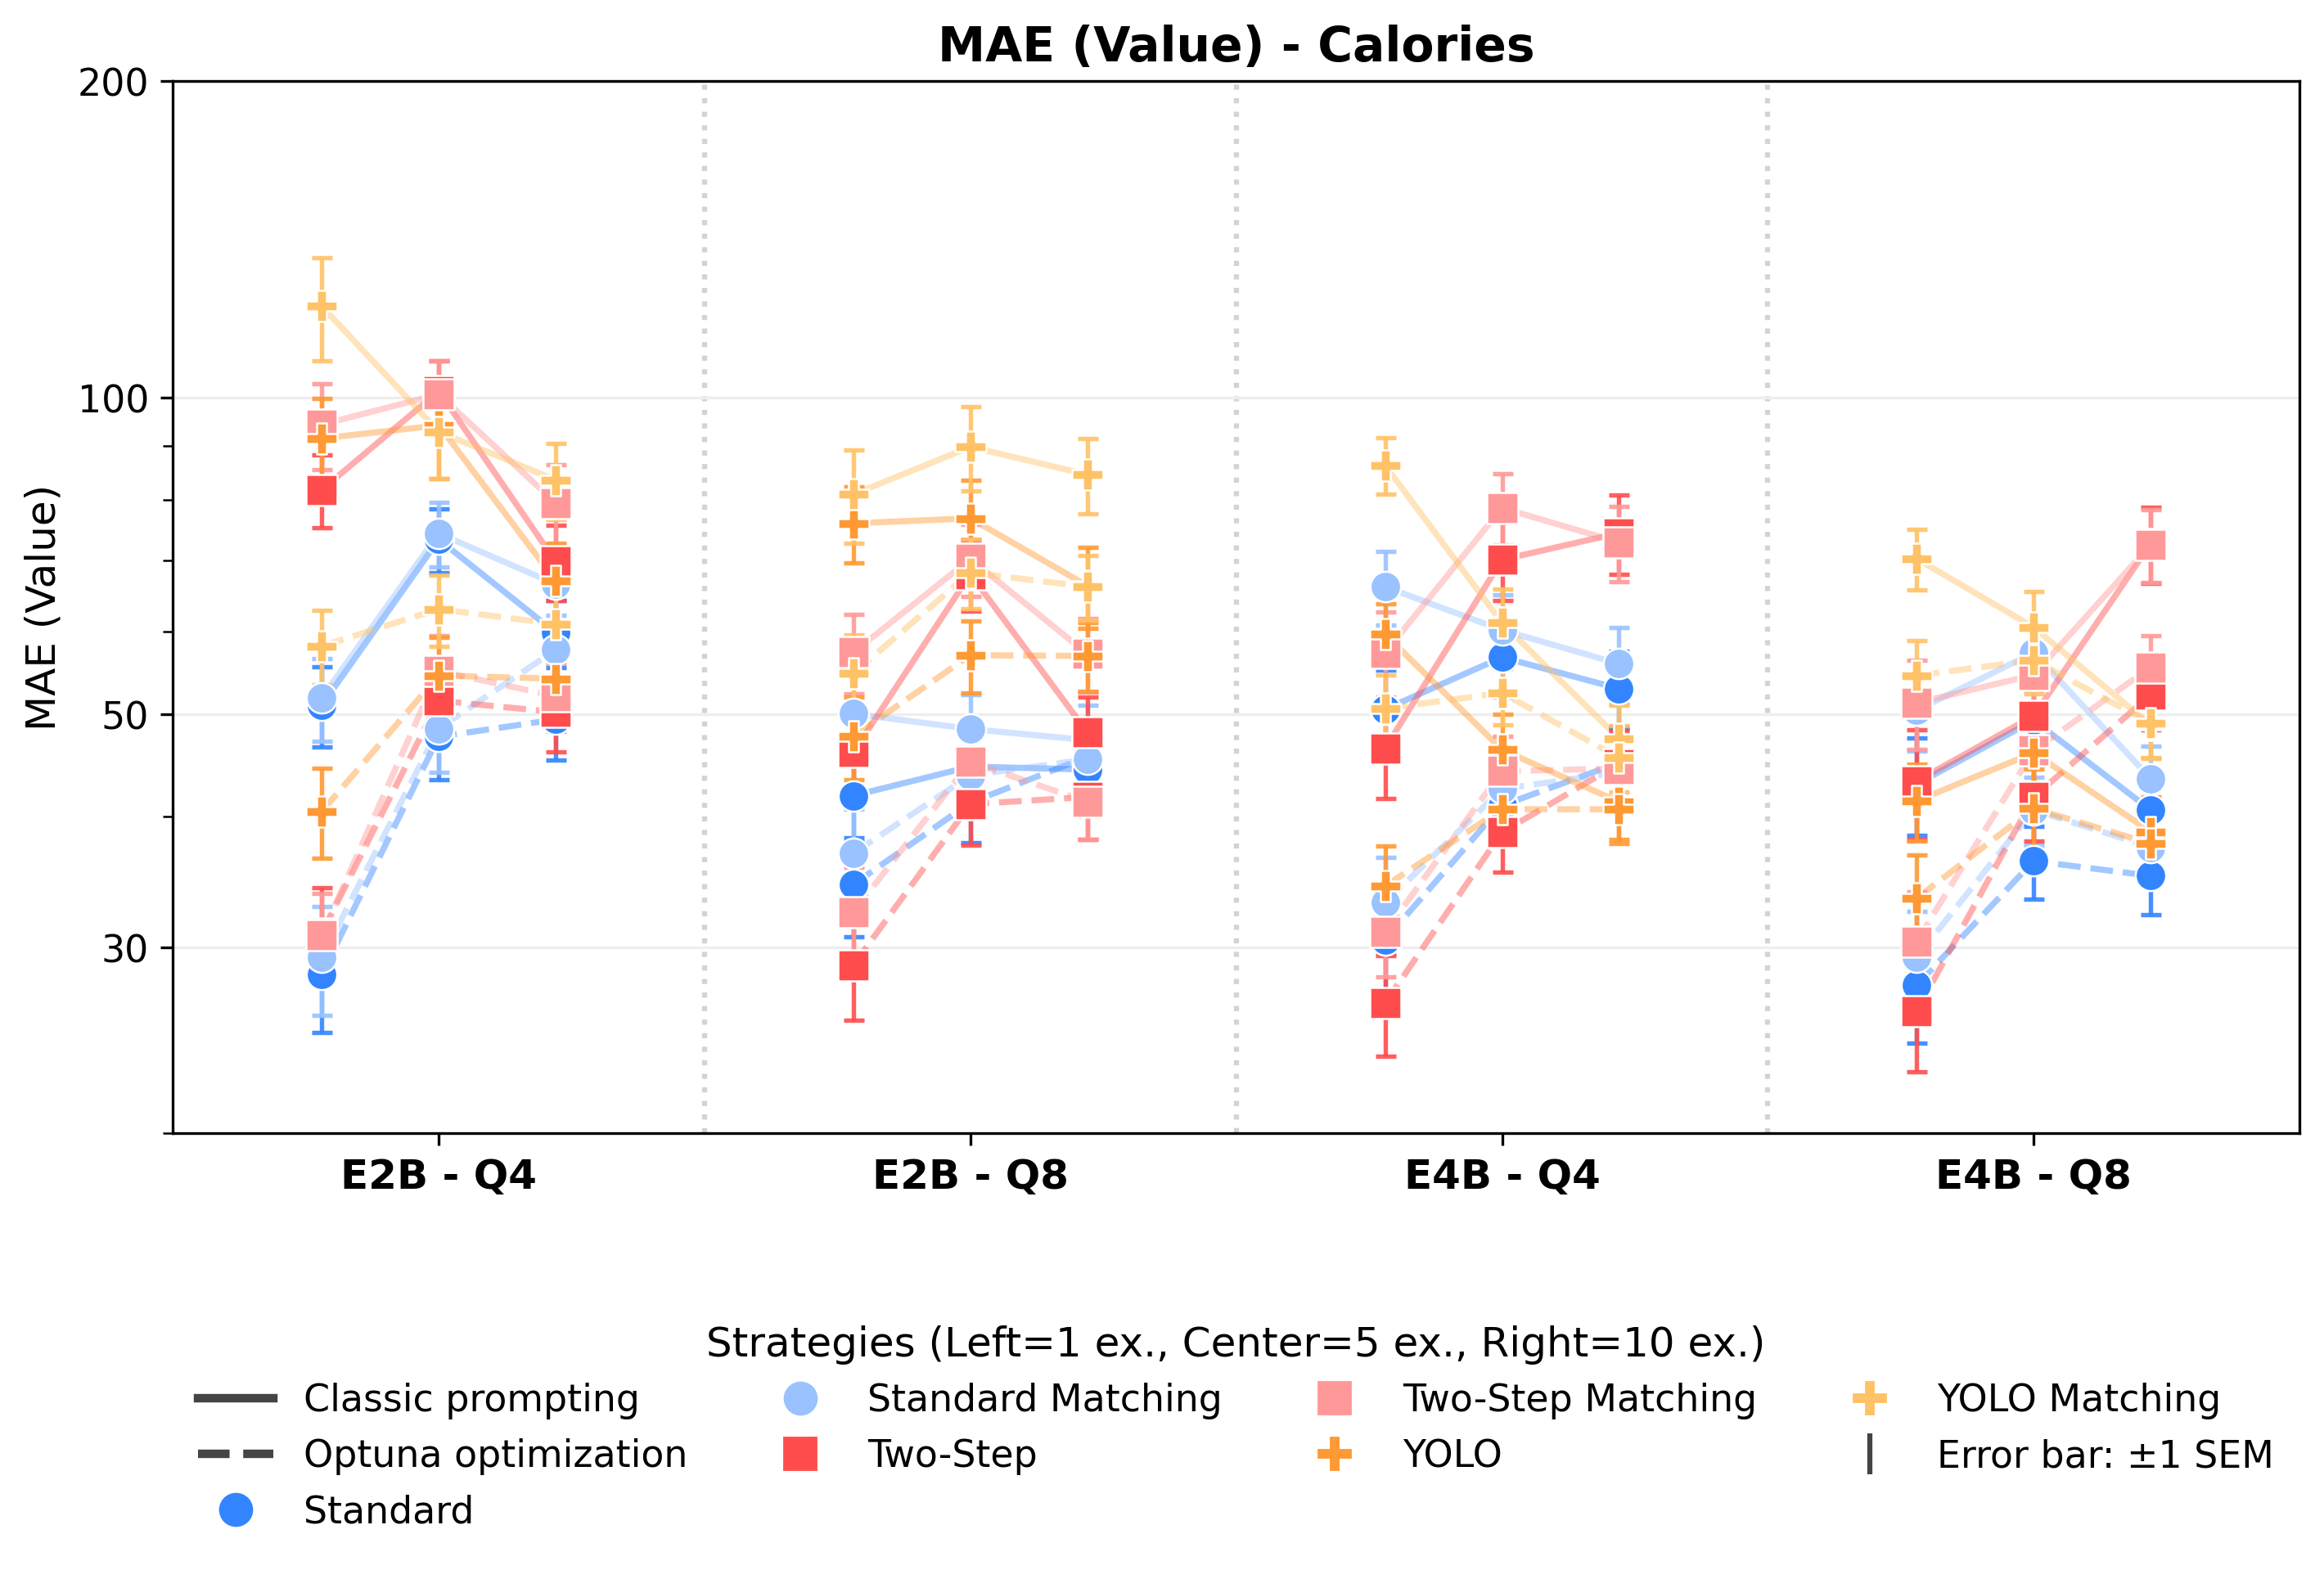 MAE (Value) - Calories
200
100
50
30
MAE (Value)
E2B - Q4
E2B - Q8
E4B - Q4
E4B - Q8
Strategies (Left=1 ex., Center=5 ex., Right=10 ex.)
Classic prompting
Optuna optimization
Standard
Standard Matching
Two-Step
Two-Step Matching
YOLO
YOLO Matching
Error bar: ±1 SEM